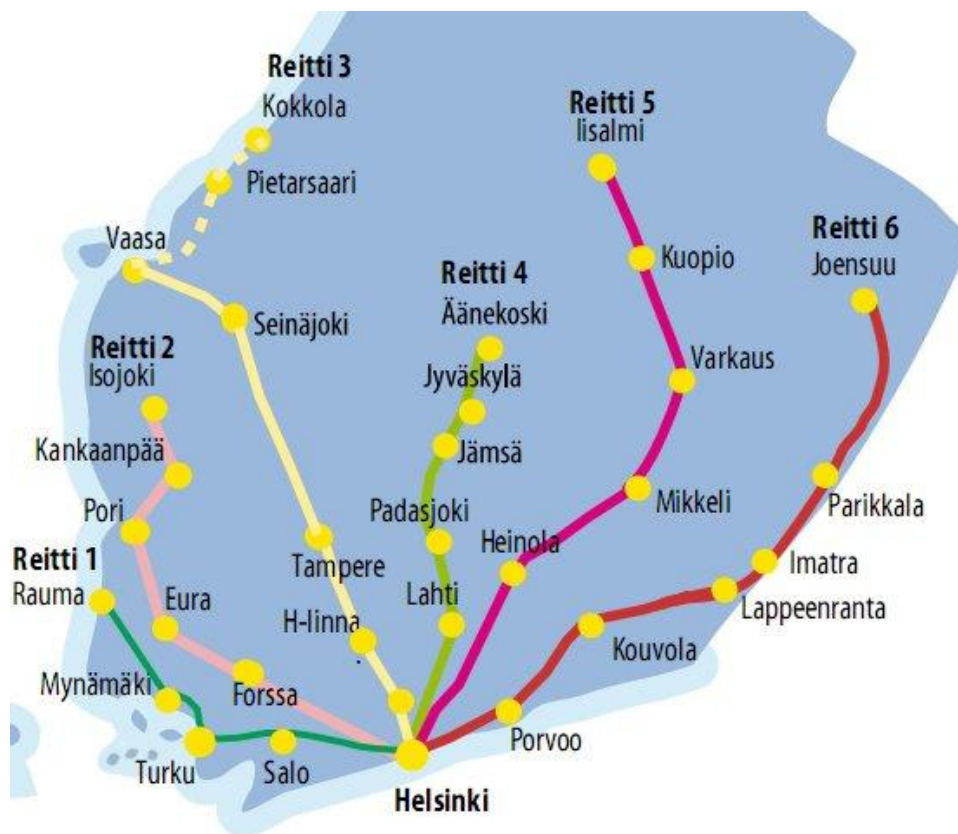 Reitti 3
Kokkola
Pietarsaari
Vaasa
Seinäjoki
Reitti 5
Iisalmi
Kuopio
Varkaus
Mikkeli
Heinola
Reitti 6
Joensuu
Parikkala
Imatra
Lappeenranta
Kouvola
Porvoo
Reitti 4
Äänekoski
Jyväskylä
Jämsä
Padasjoki
Lahti
Reitti 2
Isojoki
Kankaanpää
Pori
Eura
Forssa
Tampere
H-linna
Reitti 1
Rauma
Mynämäki
Turku
Salo
Helsinki